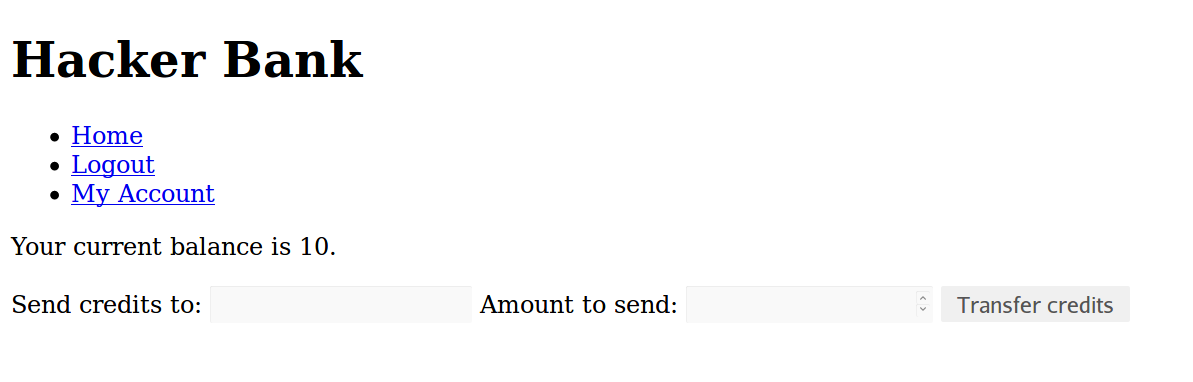 Hacker Bank
Home
Logout
My Account
Your current balance is 10.
Send credits to: Amount to send: Transfer credits